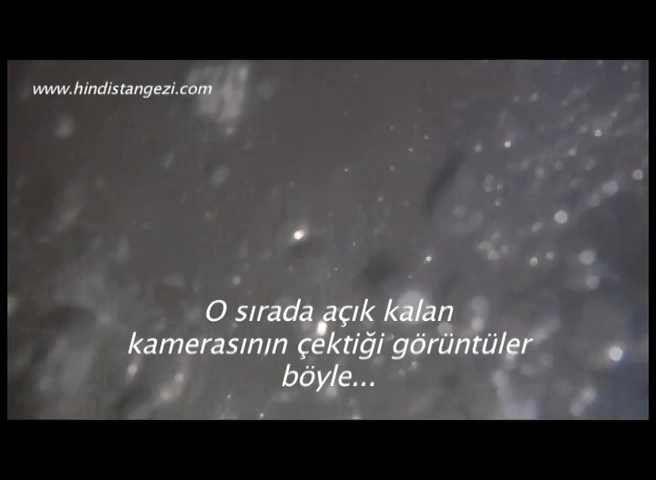 www.hindistangezi.com
O sırada açık kalan
kamerasının çektiği görüntüler
böyle...